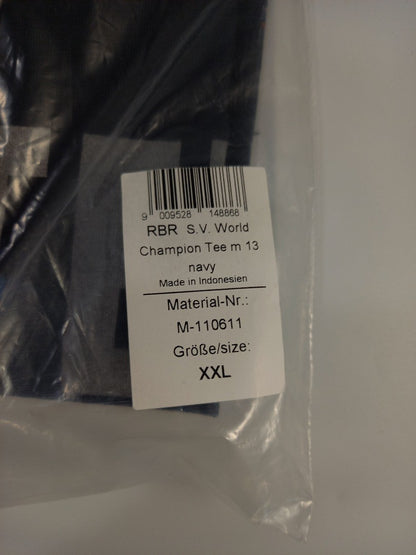 9 009528 148868
RBR S.V. World
Champion Tee m 13
navy
Made in Indonesien
Material-Nr.:
M-110611
Größe/size:
XXL